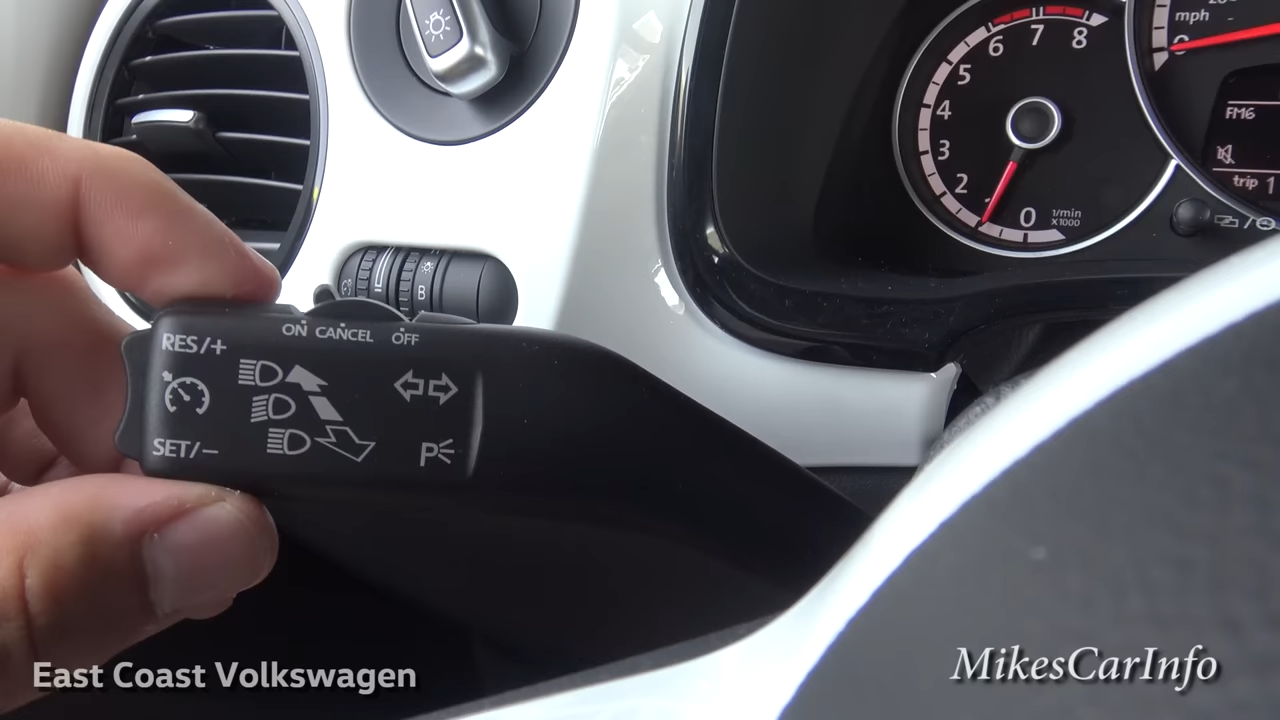 mph
FM6
trip 1
8
7
6
5
4
3
2
0
1/min
X1000
B
ON CANCEL OFF
RES/+
SET/−
P
East Coast Volkswagen
MikesCarInfo